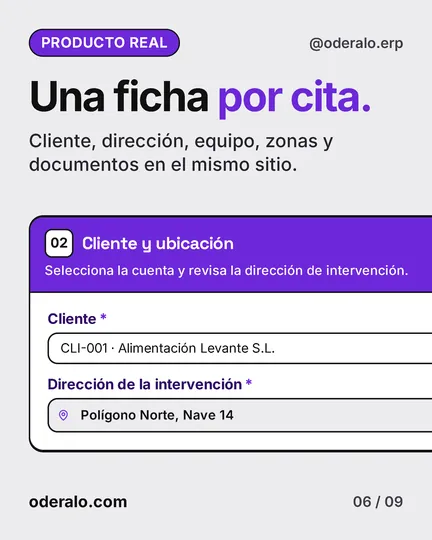 PRODUCTO REAL
@oderalo.erp
Una ficha por cita.
Cliente, dirección, equipo, zonas y
documentos en el mismo sitio.
02 Cliente y ubicación
Selecciona la cuenta y revisa la dirección de intervención.
Cliente *
CLI-001 · Alimentación Levante S.L.
Dirección de la intervención *
Polígono Norte, Nave 14
oderalo.com
06 / 09